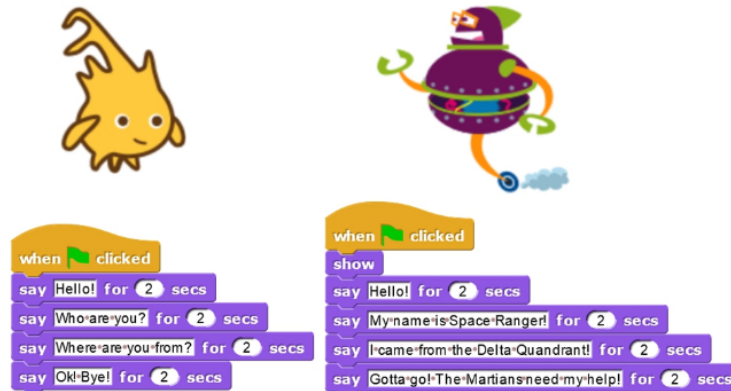 when clicked
say Hello! for 2 secs
say Who are you? for 2 secs
say Where are you from? for 2 secs
say Ok! Bye! for 2 secs
when clicked
show
say Hello! for 2 secs
say My name is Space Ranger! for 2 secs
say I came from the Delta Quandrant! for 2 secs
say Gotta go! The Martians need my help! for 2 secs